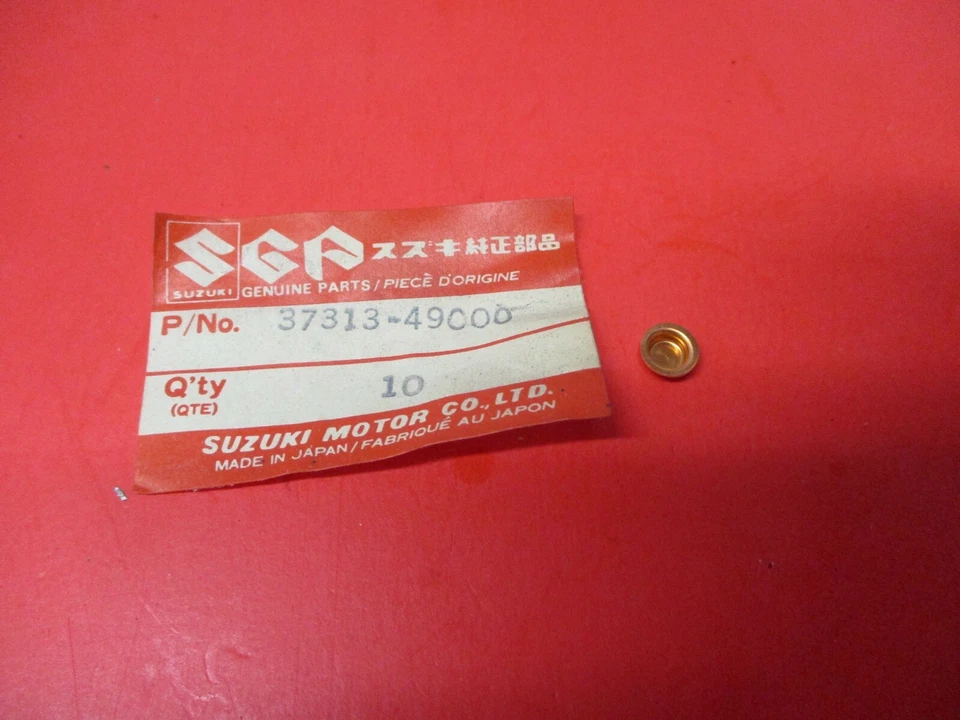 SUZUKI SGP スズキ純正部品
GENUINE PARTS/PIECÈ D'ORIGINE
P/No. 37313-49000
Q'ty 10
(QTE)
SUZUKI MOTOR CO., LTD.
MADE IN JAPAN/FABRIQUÉ AU JAPON